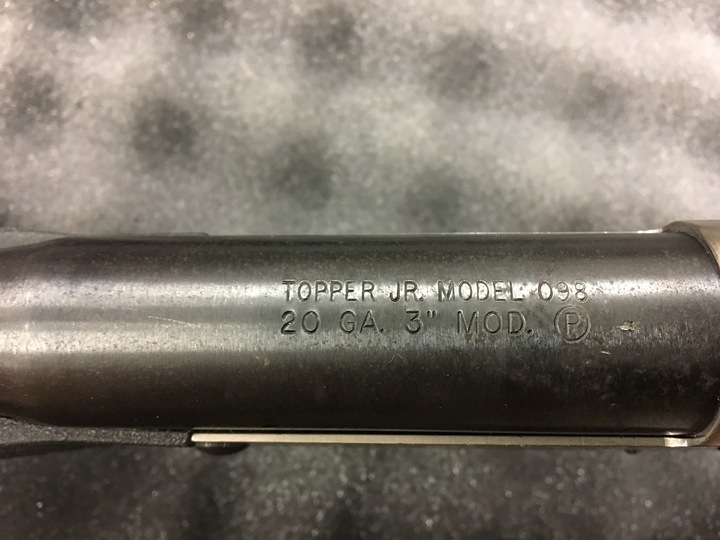 TOPPER JR. MODEL 098
20 GA. 3" MOD. Ⓟ